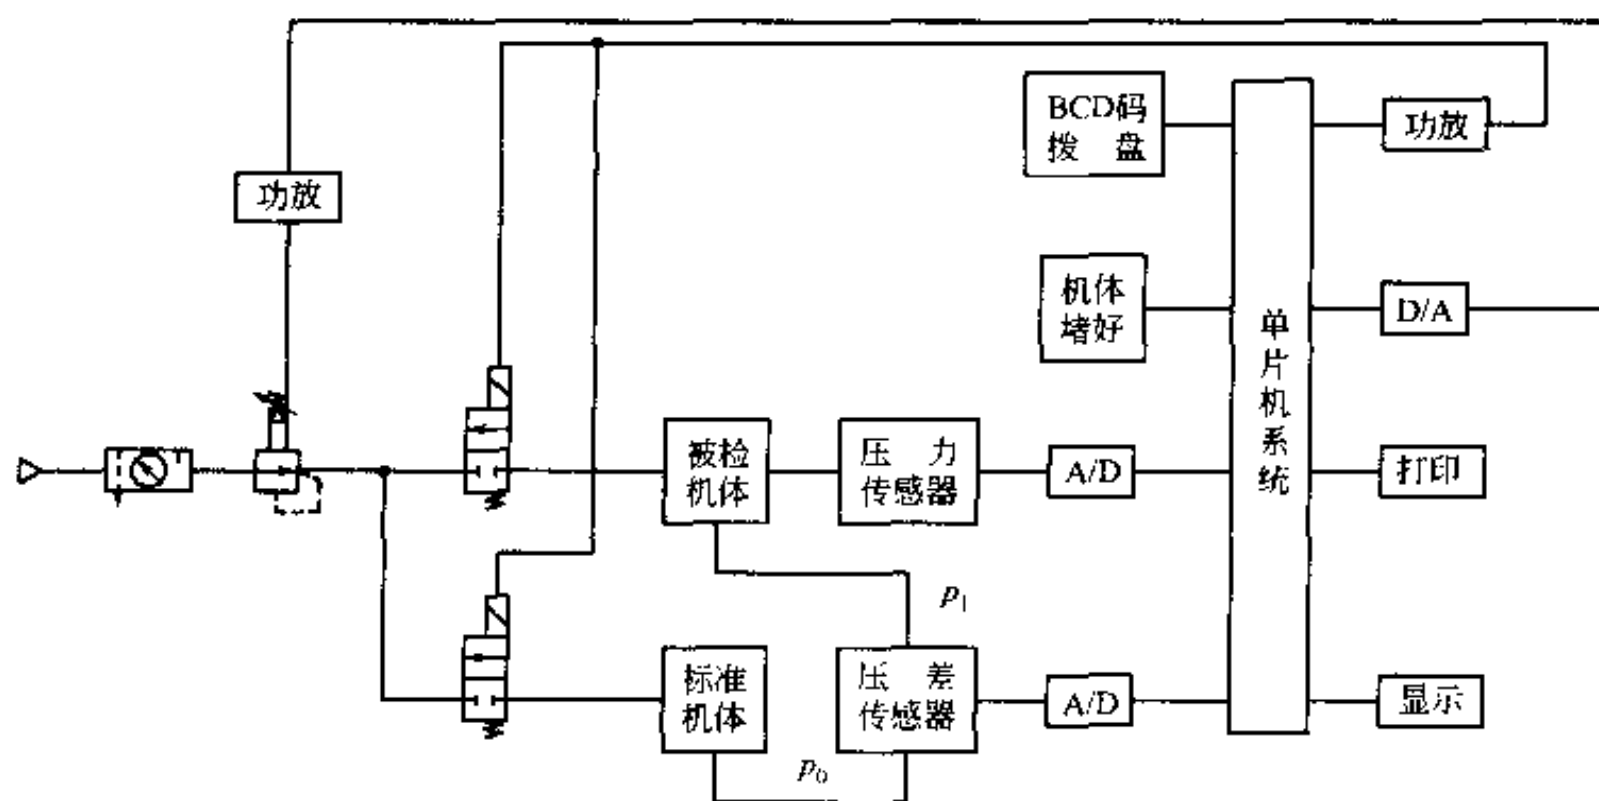 BCD码
拨 盘
功放
功放
机体
堵好
D/A
单片机系统
被检
机体
压 力
传感器
A/D
打印
p1
标准
机体
压 差
传感器
A/D
显示
p0